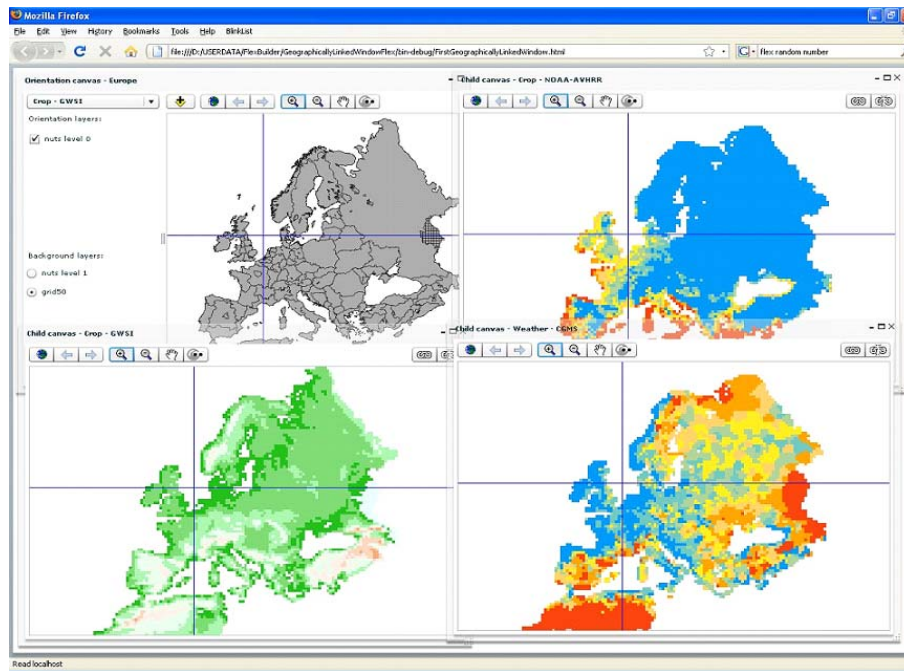 Mozilla Firefox
File Edit View History Bookmarks Tools Help BlinkList
file:///D:/USERDATA/FlexBuilder/GeographicallyLinkedWindowFlex/bin-debug/FirstGeographicallyLinkedWindow.html
flex random number
Orientation canvas - Europe
Child canvas - Crop - NOAA-AVHRR
Crop - GWSI
Orientation layers:
nuts level 0
Background layers:
nuts level 1
grid50
Child canvas - Crop - GWSI
Child canvas - Weather - CGMS
Read localhost